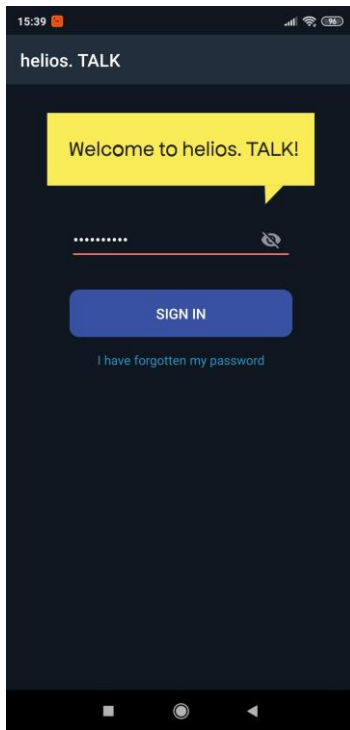 15:39
96
helios. TALK
Welcome to helios. TALK!
••••••••••
SIGN IN
I have forgotten my password